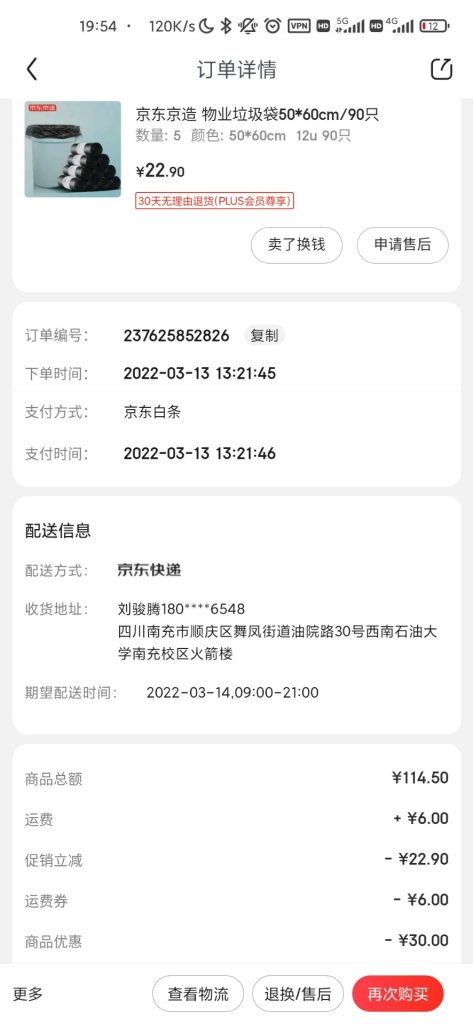 19:54 · 120K/s VPN HD 5G HD 4G 12
订单详情
京东京造
京东京造 物业垃圾袋50*60cm/90只
数量: 5 颜色: 50*60cm 12u 90只
¥22.90
30天无理由退货(PLUS会员尊享)
卖了换钱 申请售后
订单编号: 237625852826 复制
下单时间: 2022-03-13 13:21:45
支付方式: 京东白条
支付时间: 2022-03-13 13:21:46
配送信息
配送方式: 京东快递
收货地址: 刘骏腾180****6548
四川南充市顺庆区舞凤街道油院路30号西南石油大
学南充校区火箭楼
期望配送时间: 2022-03-14,09:00-21:00
商品总额 ¥114.50
运费 + ¥6.00
促销立减 - ¥22.90
运费券 - ¥6.00
商品优惠 - ¥30.00
更多 查看物流 退换/售后 再次购买